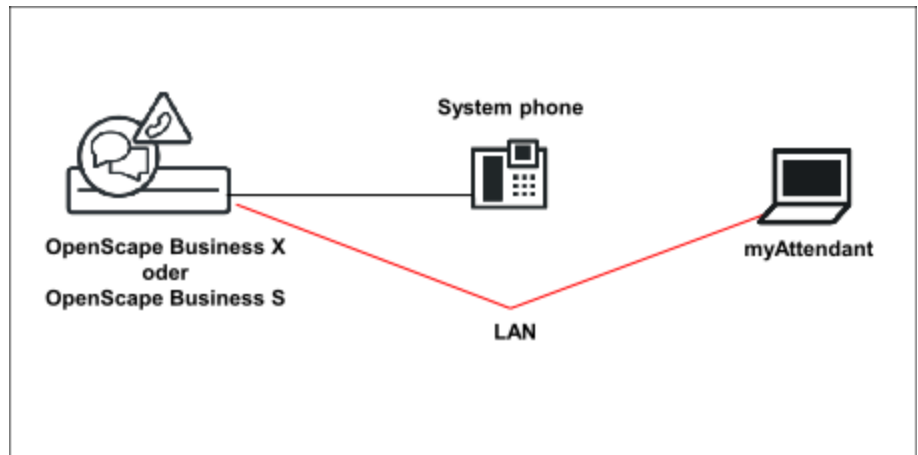 System phone
OpenScape Business X
oder
OpenScape Business S
myAttendant
LAN